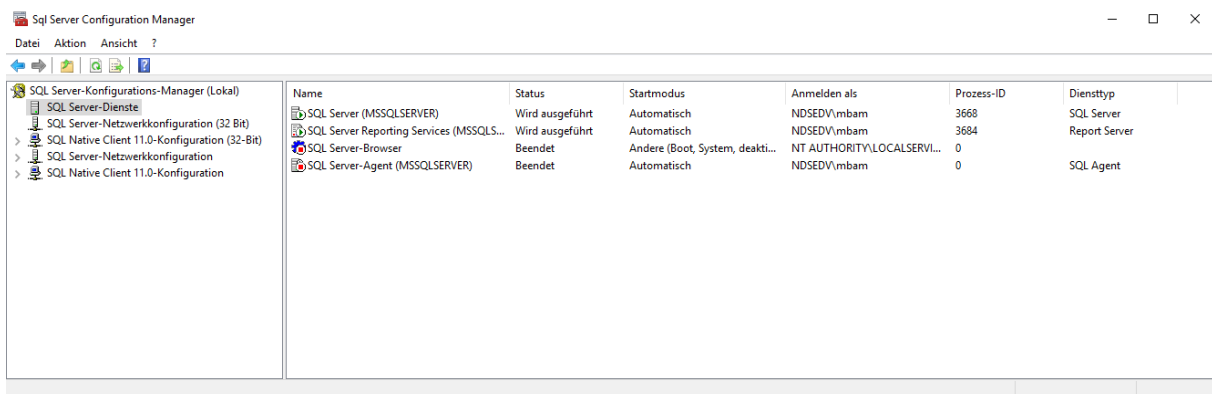 Sql Server Configuration Manager
Datei Aktion Ansicht ?
SQL Server-Konfigurations-Manager (Lokal)
SQL Server-Dienste
SQL Server-Netzwerkkonfiguration (32 Bit)
SQL Native Client 11.0-Konfiguration (32-Bit)
SQL Server-Netzwerkkonfiguration
SQL Native Client 11.0-Konfiguration
Name Status Startmodus Anmelden als Prozess-ID Diensttyp
SQL Server (MSSQLSERVER) Wird ausgeführt Automatisch NDSEDV\mbam 3668 SQL Server
SQL Server Reporting Services (MSSQLS... Wird ausgeführt Automatisch NDSEDV\mbam 3684 Report Server
SQL Server-Browser Beendet Andere (Boot, System, deakti... NT AUTHORITY\LOCALSERVI... 0
SQL Server-Agent (MSSQLSERVER) Beendet Automatisch NDSEDV\mbam 0 SQL Agent